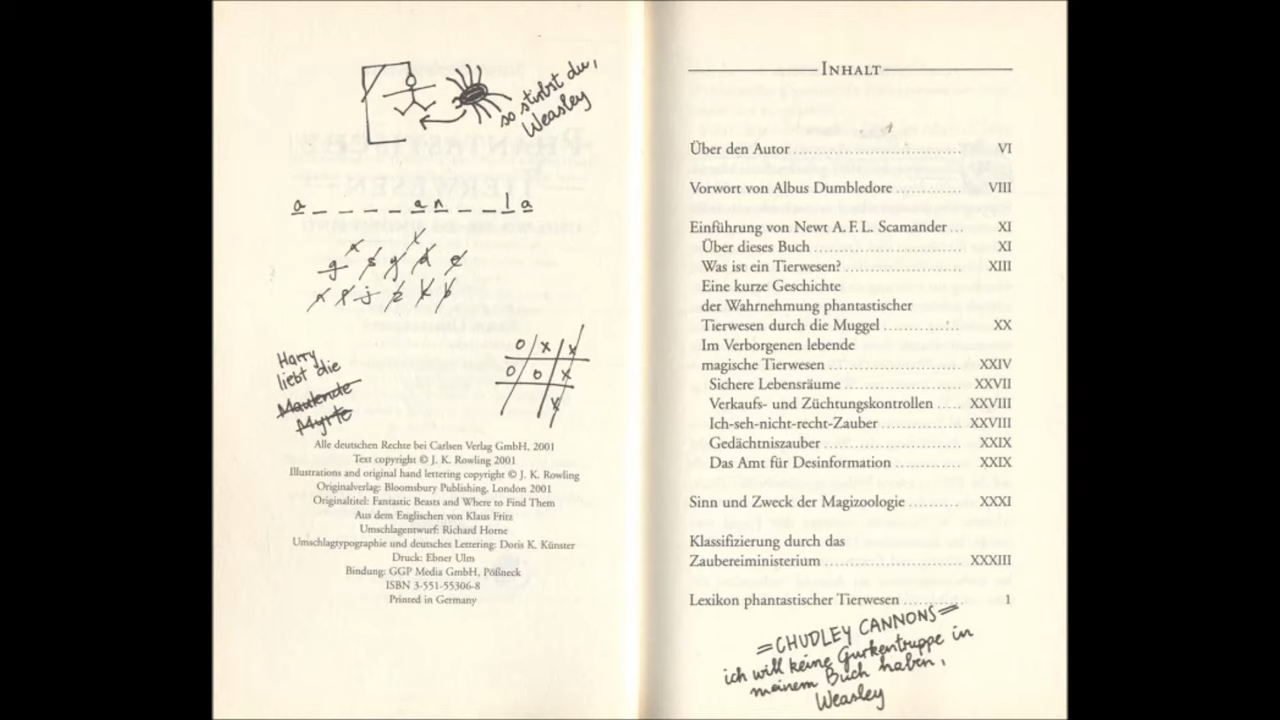 so stirbst du,
Weasley
a _ _ _ _ _ a n _ _ l a
Harry
liebt die
Maulende
Myrte
O X X
O O X
X
Alle deutschen Rechte bei Carlsen Verlag GmbH, 2001
Text copyright © J. K. Rowling 2001
Illustrations and original hand lettering copyright © J. K. Rowling
Originalverlag: Bloomsbury Publishing, London 2001
Originaltitel: Fantastic Beasts and Where to Find Them
Aus dem Englischen von Klaus Fritz
Umschlagentwurf: Richard Horne
Umschlagtypographie und deutsches Lettering: Doris K. Künster
Druck: Ebner Ulm
Bindung: GGP Media GmbH, Pößneck
ISBN 3-551-55306-8
Printed in Germany
INHALT
Über den Autor VI
Vorwort von Albus Dumbledore VIII
Einführung von Newt A. F. L. Scamander XI
Über dieses Buch XI
Was ist ein Tierwesen? XIII
Eine kurze Geschichte
der Wahrnehmung phantastischer
Tierwesen durch die Muggel XX
Im Verborgenen lebende
magische Tierwesen XXIV
Sichere Lebensräume XXVII
Verkaufs- und Züchtungskontrollen XXVIII
Ich-seh-nicht-recht-Zauber XXVIII
Gedächtniszauber XXIX
Das Amt für Desinformation XXIX
Sinn und Zweck der Magizoologie XXXI
Klassifizierung durch das
Zaubereiministerium XXXIII
Lexikon phantastischer Tierwesen 1
=CHUDLEY CANNONS=
ich will keine Gurkentruppe in
meinem Buch haben,
Weasley